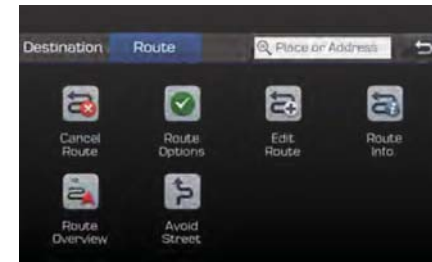 Destination
Route
Place or Address
Cancel
Route
Route
Options
Edit
Route
Route
Info.
Route
Overview
Avoid
Street